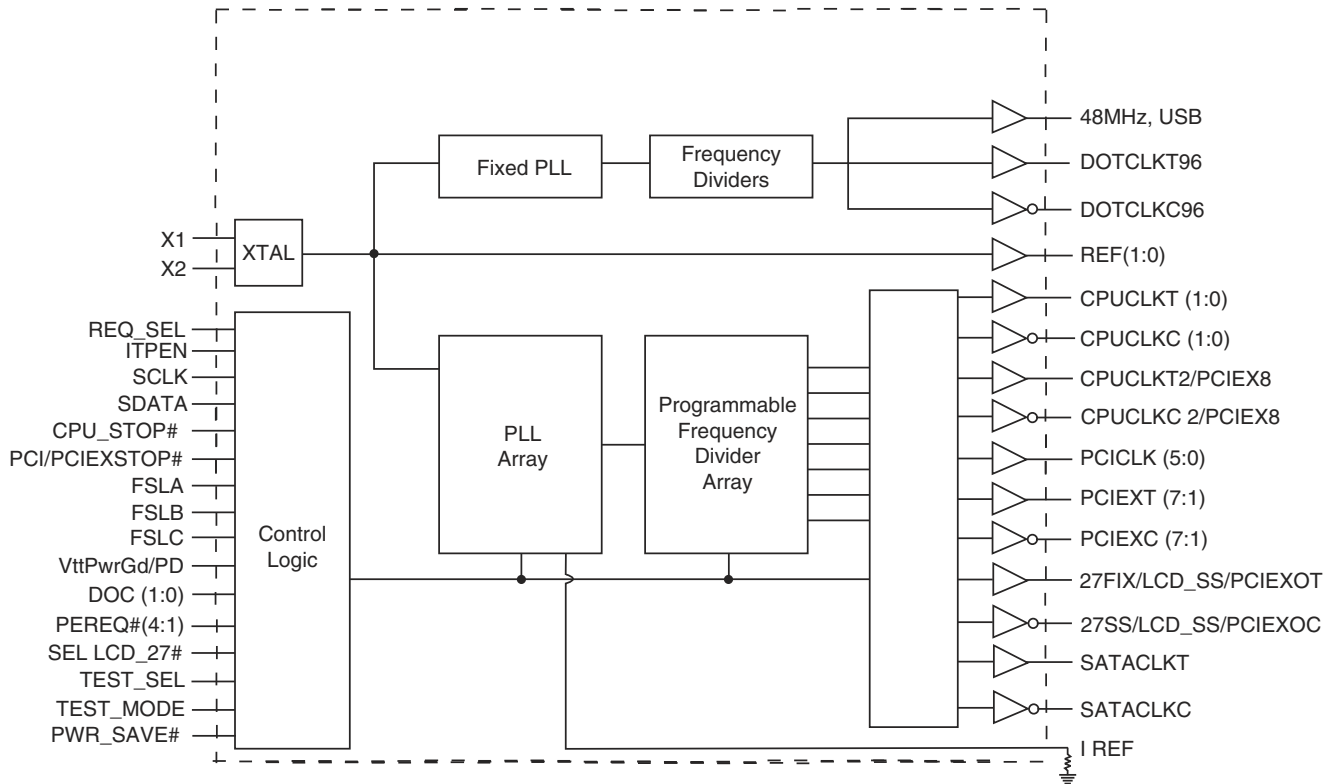 48MHz, USB
Fixed PLL
Frequency
Dividers
DOTCLKT96
DOTCLKC96
X1
X2
XTAL
REF(1:0)
CPUCLKT (1:0)
REQ_SEL
ITPEN
SCLK
SDATA
CPU_STOP#
PCI/PCIEXSTOP#
FSLA
FSLB
FSLC
VttPwrGd/PD
DOC (1:0)
PEREQ#(4:1)
SEL LCD_27#
TEST_SEL
TEST_MODE
PWR_SAVE#
Control
Logic
PLL
Array
Programmable
Frequency
Divider
Array
CPUCLKC (1:0)
CPUCLKT2/PCIEX8
CPUCLKC 2/PCIEX8
PCICLK (5:0)
PCIEXT (7:1)
PCIEXC (7:1)
27FIX/LCD_SS/PCIEXOT
27SS/LCD_SS/PCIEXOC
SATACLKT
SATACLKC
I REF